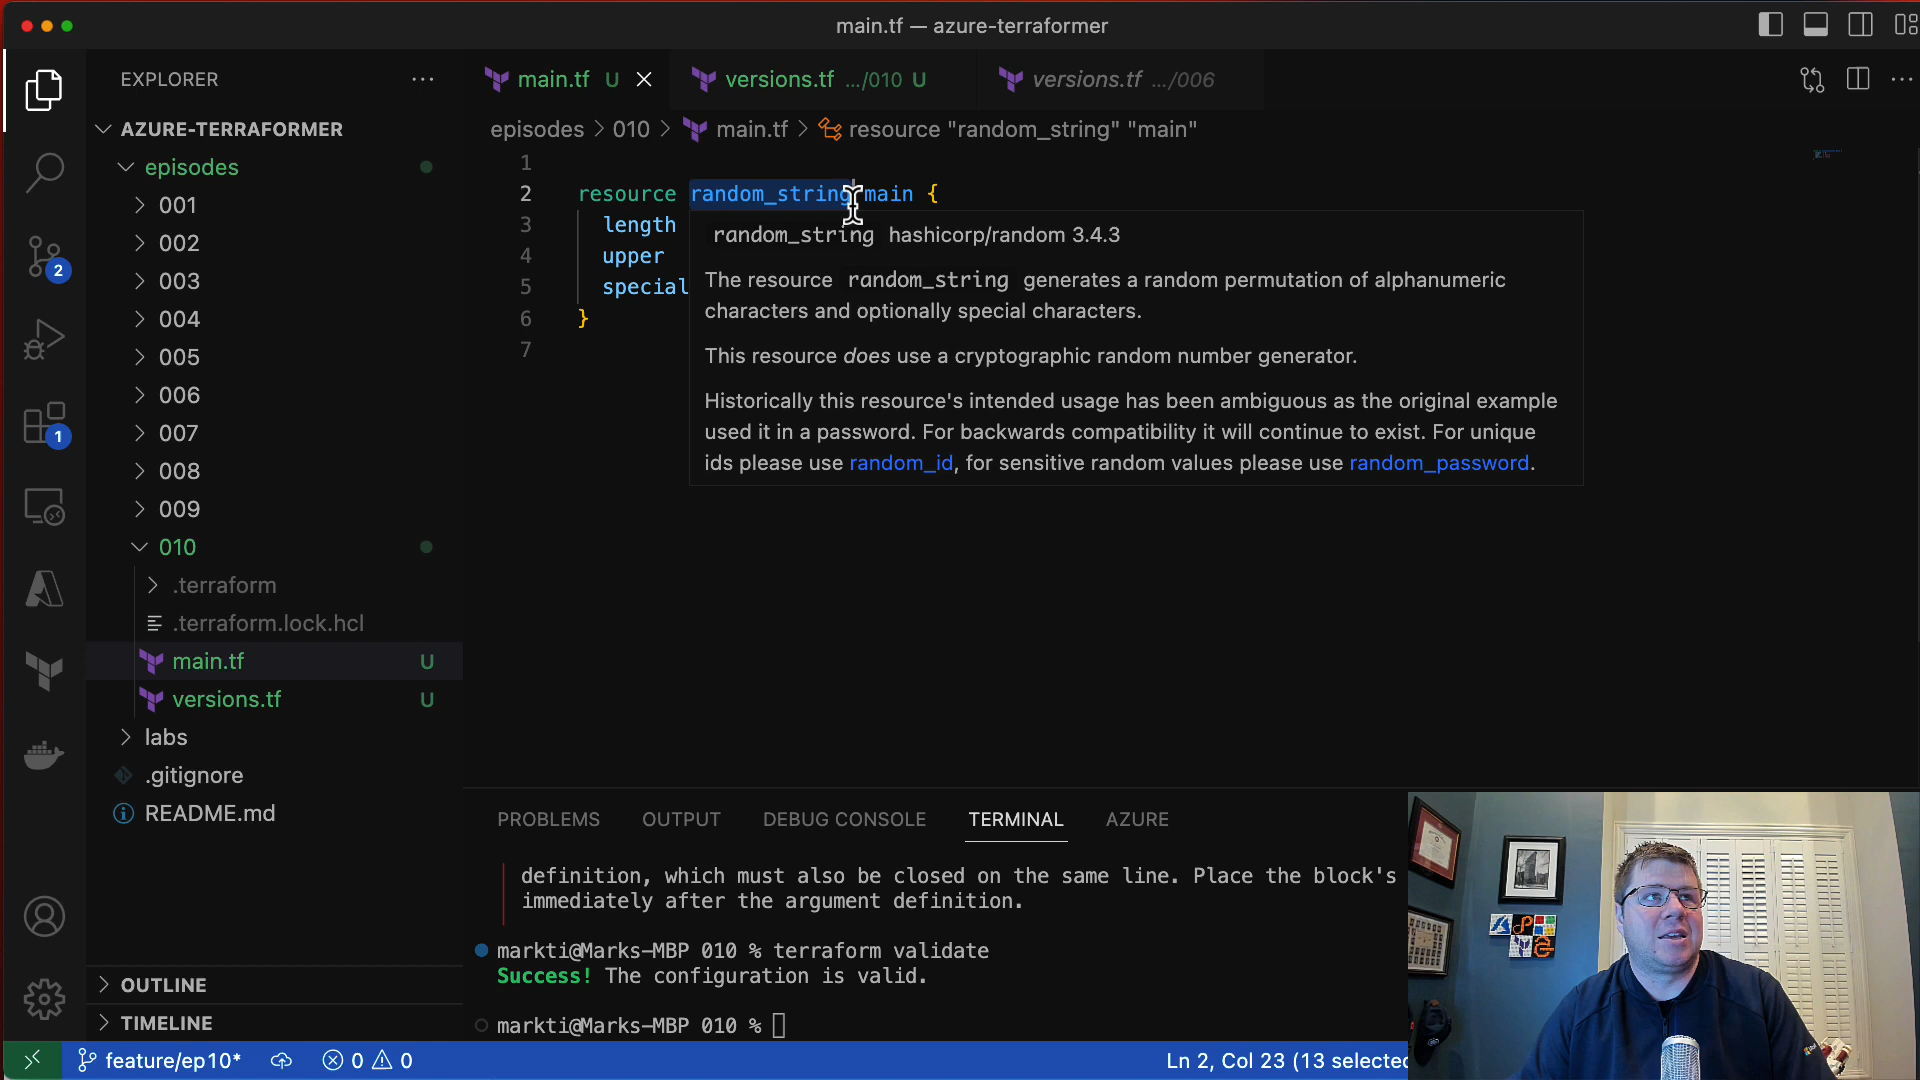 main.tf — azure-terraformer
EXPLORER
AZURE-TERRAFORMER
episodes
001
002
003
004
005
006
007
008
009
010
.terraform
.terraform.lock.hcl
main.tf U
versions.tf U
labs
.gitignore
README.md
OUTLINE
TIMELINE
2
1
main.tf U
versions.tf .../010 U
versions.tf .../006
episodes > 010 > main.tf > resource "random_string" "main"
1
2 resource random_string main {
3 length
4 upper
5 special
6 }
7
random_string hashicorp/random 3.4.3
The resource random_string generates a random permutation of alphanumeric
characters and optionally special characters.
This resource does use a cryptographic random number generator.
Historically this resource's intended usage has been ambiguous as the original example
used it in a password. For backwards compatibility it will continue to exist. For unique
ids please use random_id, for sensitive random values please use random_password.
PROBLEMS OUTPUT DEBUG CONSOLE TERMINAL AZURE
definition, which must also be closed on the same line. Place the block's
immediately after the argument definition.
markti@Marks-MBP 010 % terraform validate
Success! The configuration is valid.
markti@Marks-MBP 010 %
feature/ep10* 0 0 Ln 2, Col 23 (13 selected